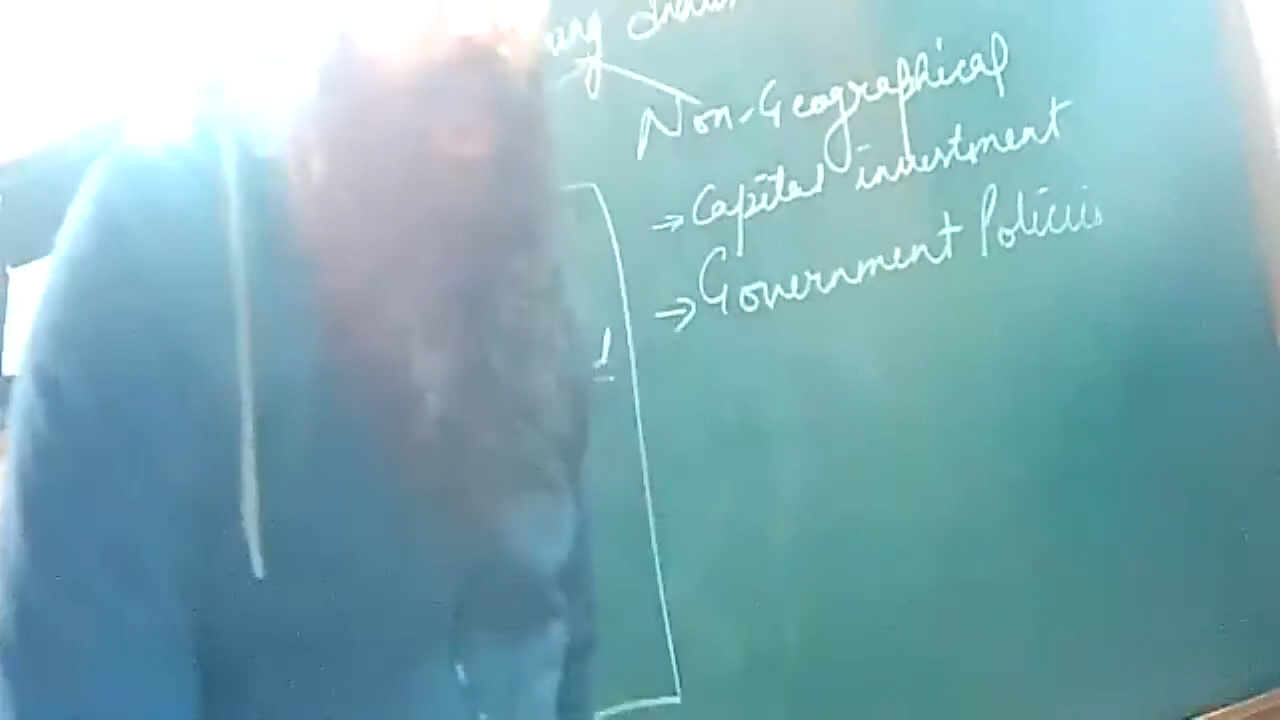 Non-Geographical
→ Capital investment
→ Government Policies